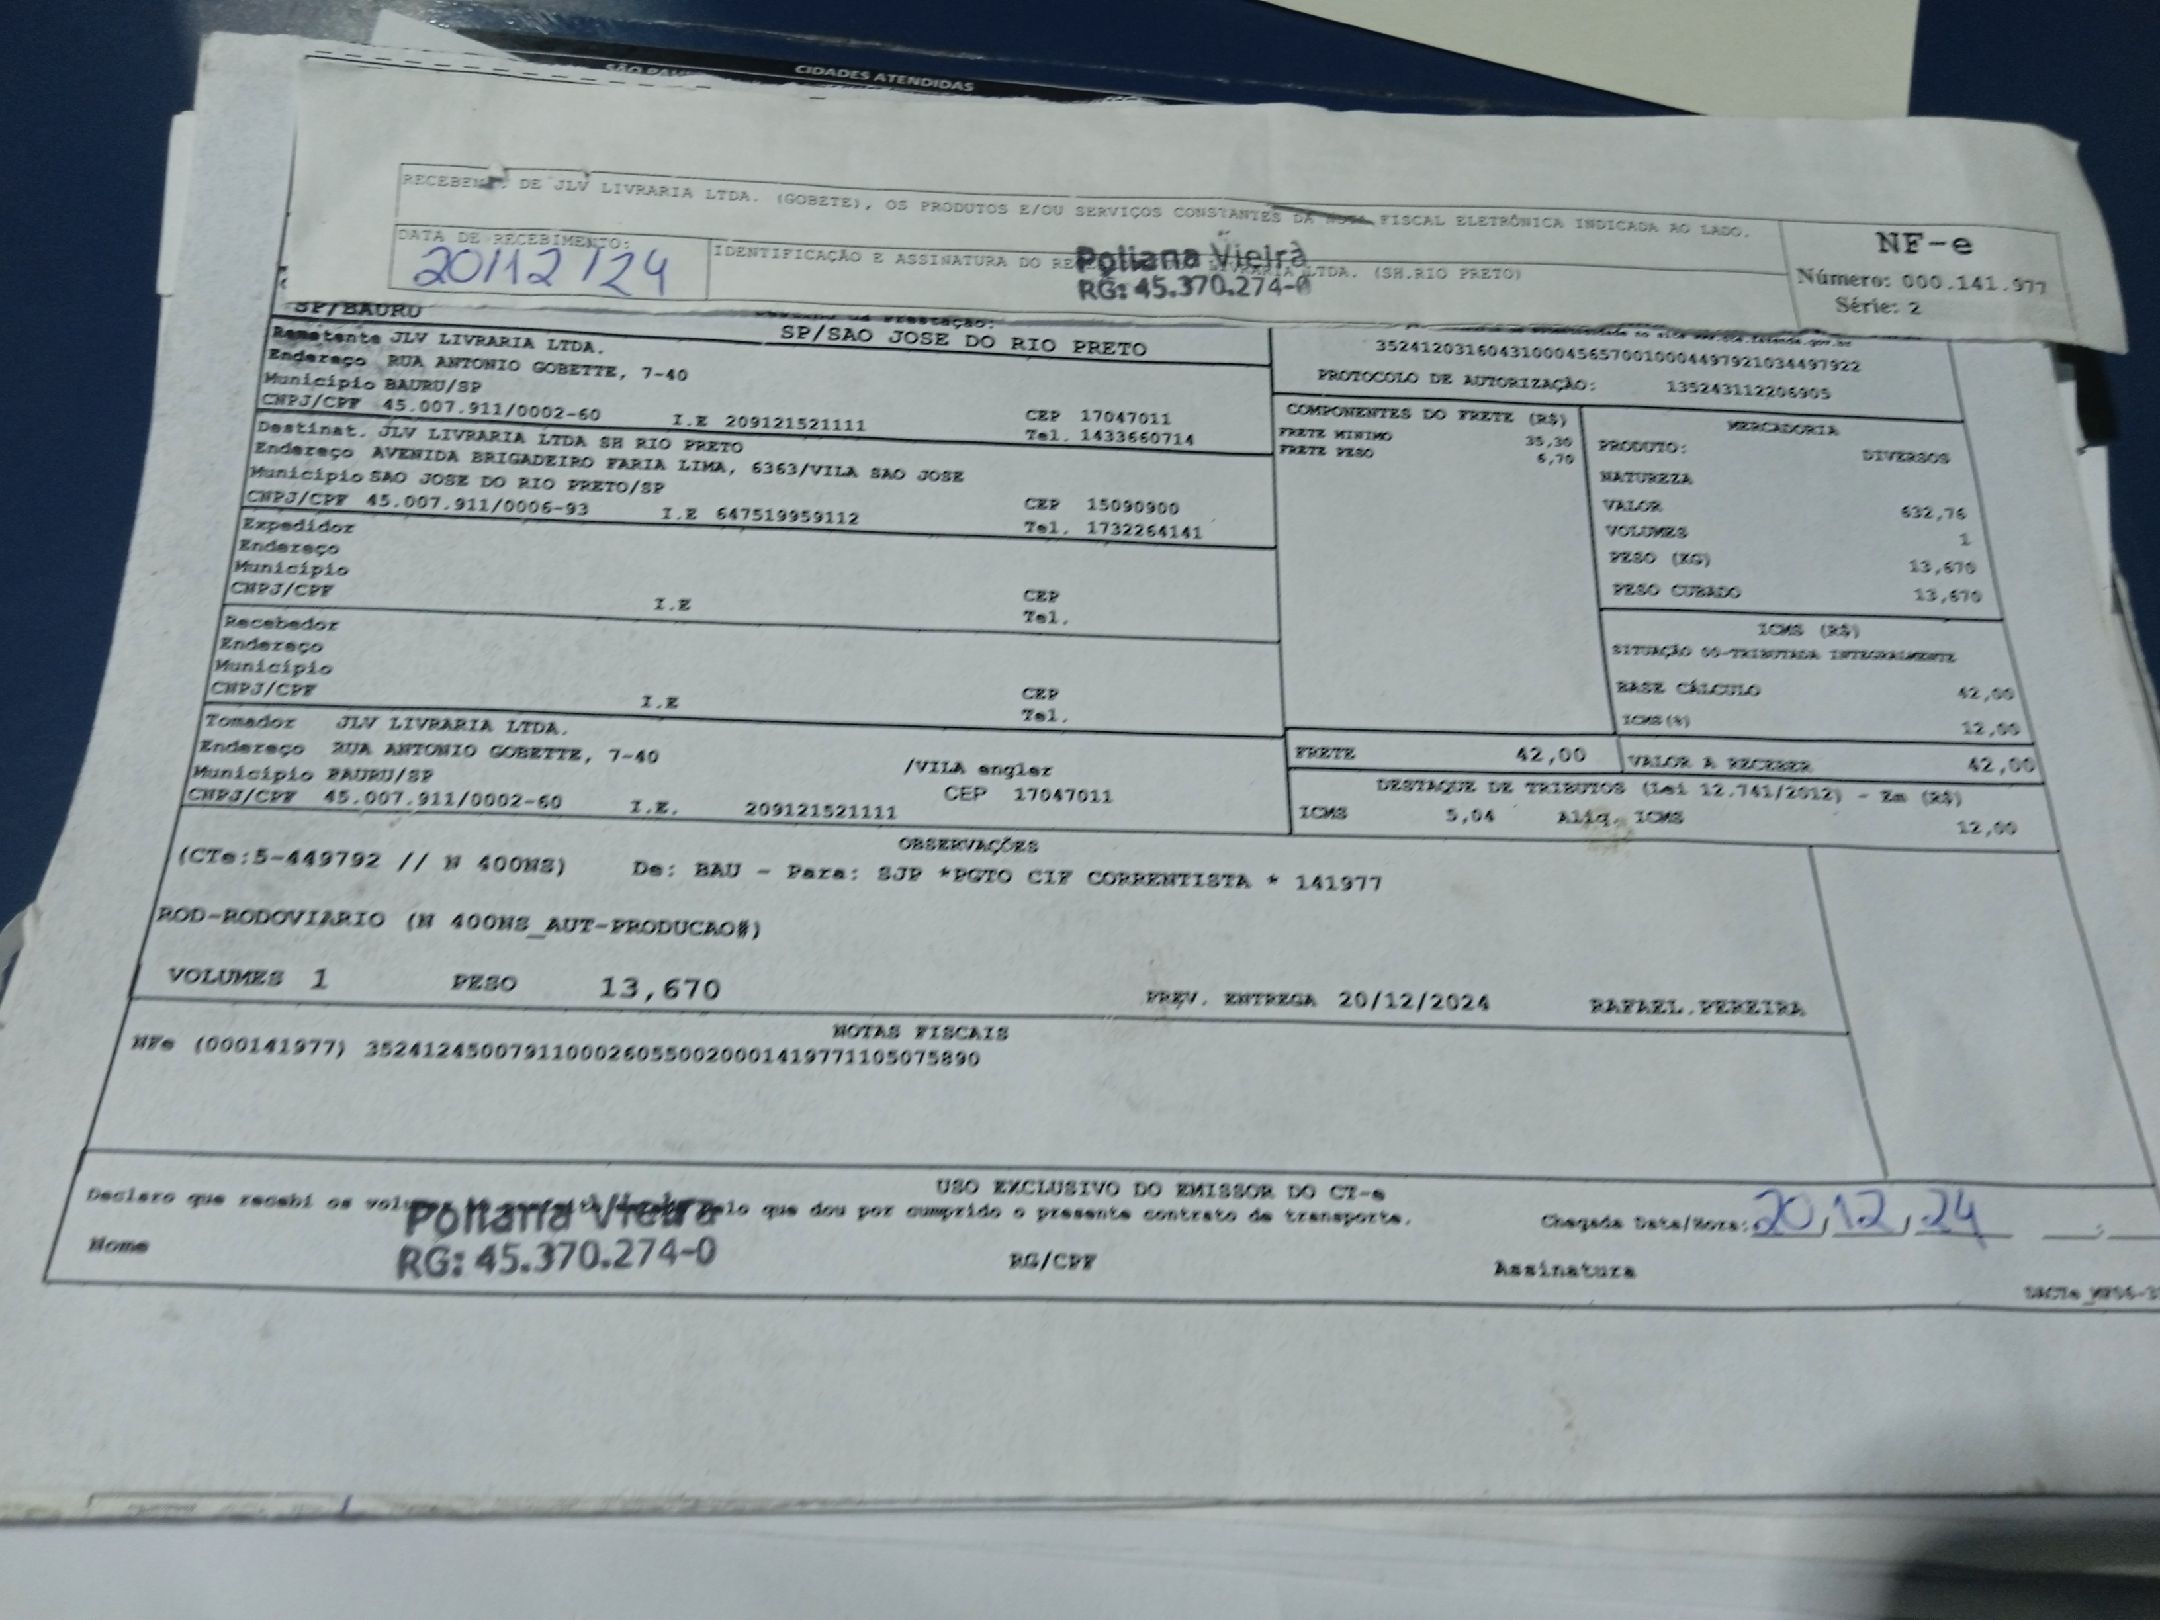 CIDADES ATENDIDAS
DE JLV LIVRARIA LTDA. (GOBETE), OS PRODUTOS E/OU SERVIÇOS CONSTANTES DA NOTA FISCAL ELETRÔNICA INDICADA AO LADO.
DATA DE RECEBIMENTO:
20/12/24
IDENTIFICAÇÃO E ASSINATURA DO LTDA. (SH.RIO PRETO)
Poliana Vieira
RG: 45.370.274-0
NF-e
Número: 000.141.977
Série: 2
SP/BAURU
SP/SAO JOSE DO RIO PRETO
Remetente JLV LIVRARIA LTDA.
Endereço RUA ANTONIO GOBETTE, 7-40
Município BAURU/SP
CNPJ/CPF 45.007.911/0002-60 I.E 209121521111 CEP 17047011
Tel. 1433660714
Destinat. JLV LIVRARIA LTDA SH RIO PRETO
Endereço AVENIDA BRIGADEIRO FARIA LIMA, 6363/VILA SAO JOSE
Município SAO JOSE DO RIO PRETO/SP
CNPJ/CPF 45.007.911/0006-93 I.E 647519959112 CEP 15090900
Tel. 1732264141
Expedidor
Endereço
Município
CNPJ/CPF I.E CEP
Tel.
Recebedor
Endereço
Município
CNPJ/CPF I.E CEP
Tel.
Tomador JLV LIVRARIA LTDA.
Endereço RUA ANTONIO GOBETTE, 7-40 /VILA engler
Município BAURU/SP CEP 17047011
CNPJ/CPF 45.007.911/0002-60 I.E. 209121521111
35241203160431000456570010004497921034497922
PROTOCOLO DE AUTORIZAÇÃO: 135243112206905
COMPONENTES DO FRETE (R$)
FRETE MINIMO 35,30
FRETE PESO 6,70
MERCADORIA
PRODUTO: DIVERSOS
NATUREZA
VALOR 632,76
VOLUMES 1
PESO (KG) 13,670
PESO CUBADO 13,670
ICMS (R$)
SITUAÇÃO 00-TRIBUTADA INTEGRALMENTE
BASE CÁLCULO 42,00
ICMS(%) 12,00
FRETE 42,00 VALOR A RECEBER 42,00
DESTAQUE DE TRIBUTOS (Lei 12.741/2012) - Em (R$)
ICMS 5,04 Aliq. ICMS 12,00
OBSERVAÇÕES
(CTe:5-449792 // N 400NS) De: BAU - Para: SJP *PGTO CIF CORRENTISTA * 141977
ROD-RODOVIARIO (N 400NS_AUT-PRODUCAO#)
VOLUMES 1 PESO 13,670 PREV. ENTREGA 20/12/2024 RAFAEL.PEREIRA
NOTAS FISCAIS
NFe (000141977) 35241245007911000260550020001419771105075890
USO EXCLUSIVO DO EMISSOR DO CT-e
Declaro que recebi os pelo que dou por cumprido o presente contrato de transporte.
Chegada Data/Hora: 20/12/24
Poliana Vieira
RG: 45.370.274-0
Nome RG/CPF Assinatura